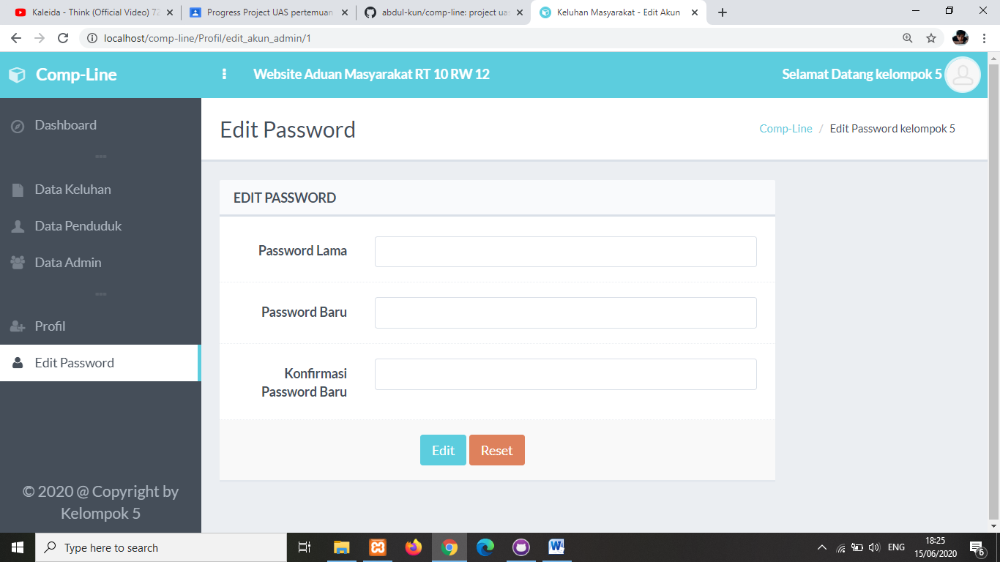 Kaleida - Think (Official Video) 72
Progress Project UAS pertemuan
abdul-kun/comp-line: project uas
Keluhan Masyarakat - Edit Akun
localhost/comp-line/Profil/edit_akun_admin/1
Comp-Line
Website Aduan Masyarakat RT 10 RW 12
Selamat Datang kelompok 5
Dashboard
Data Keluhan
Data Penduduk
Data Admin
Profil
Edit Password
© 2020 @ Copyright by
Kelompok 5
Edit Password
Comp-Line / Edit Password kelompok 5
EDIT PASSWORD
Password Lama
Password Baru
Konfirmasi
Password Baru
Edit
Reset
Type here to search
ENG
18:25
15/06/2020
6